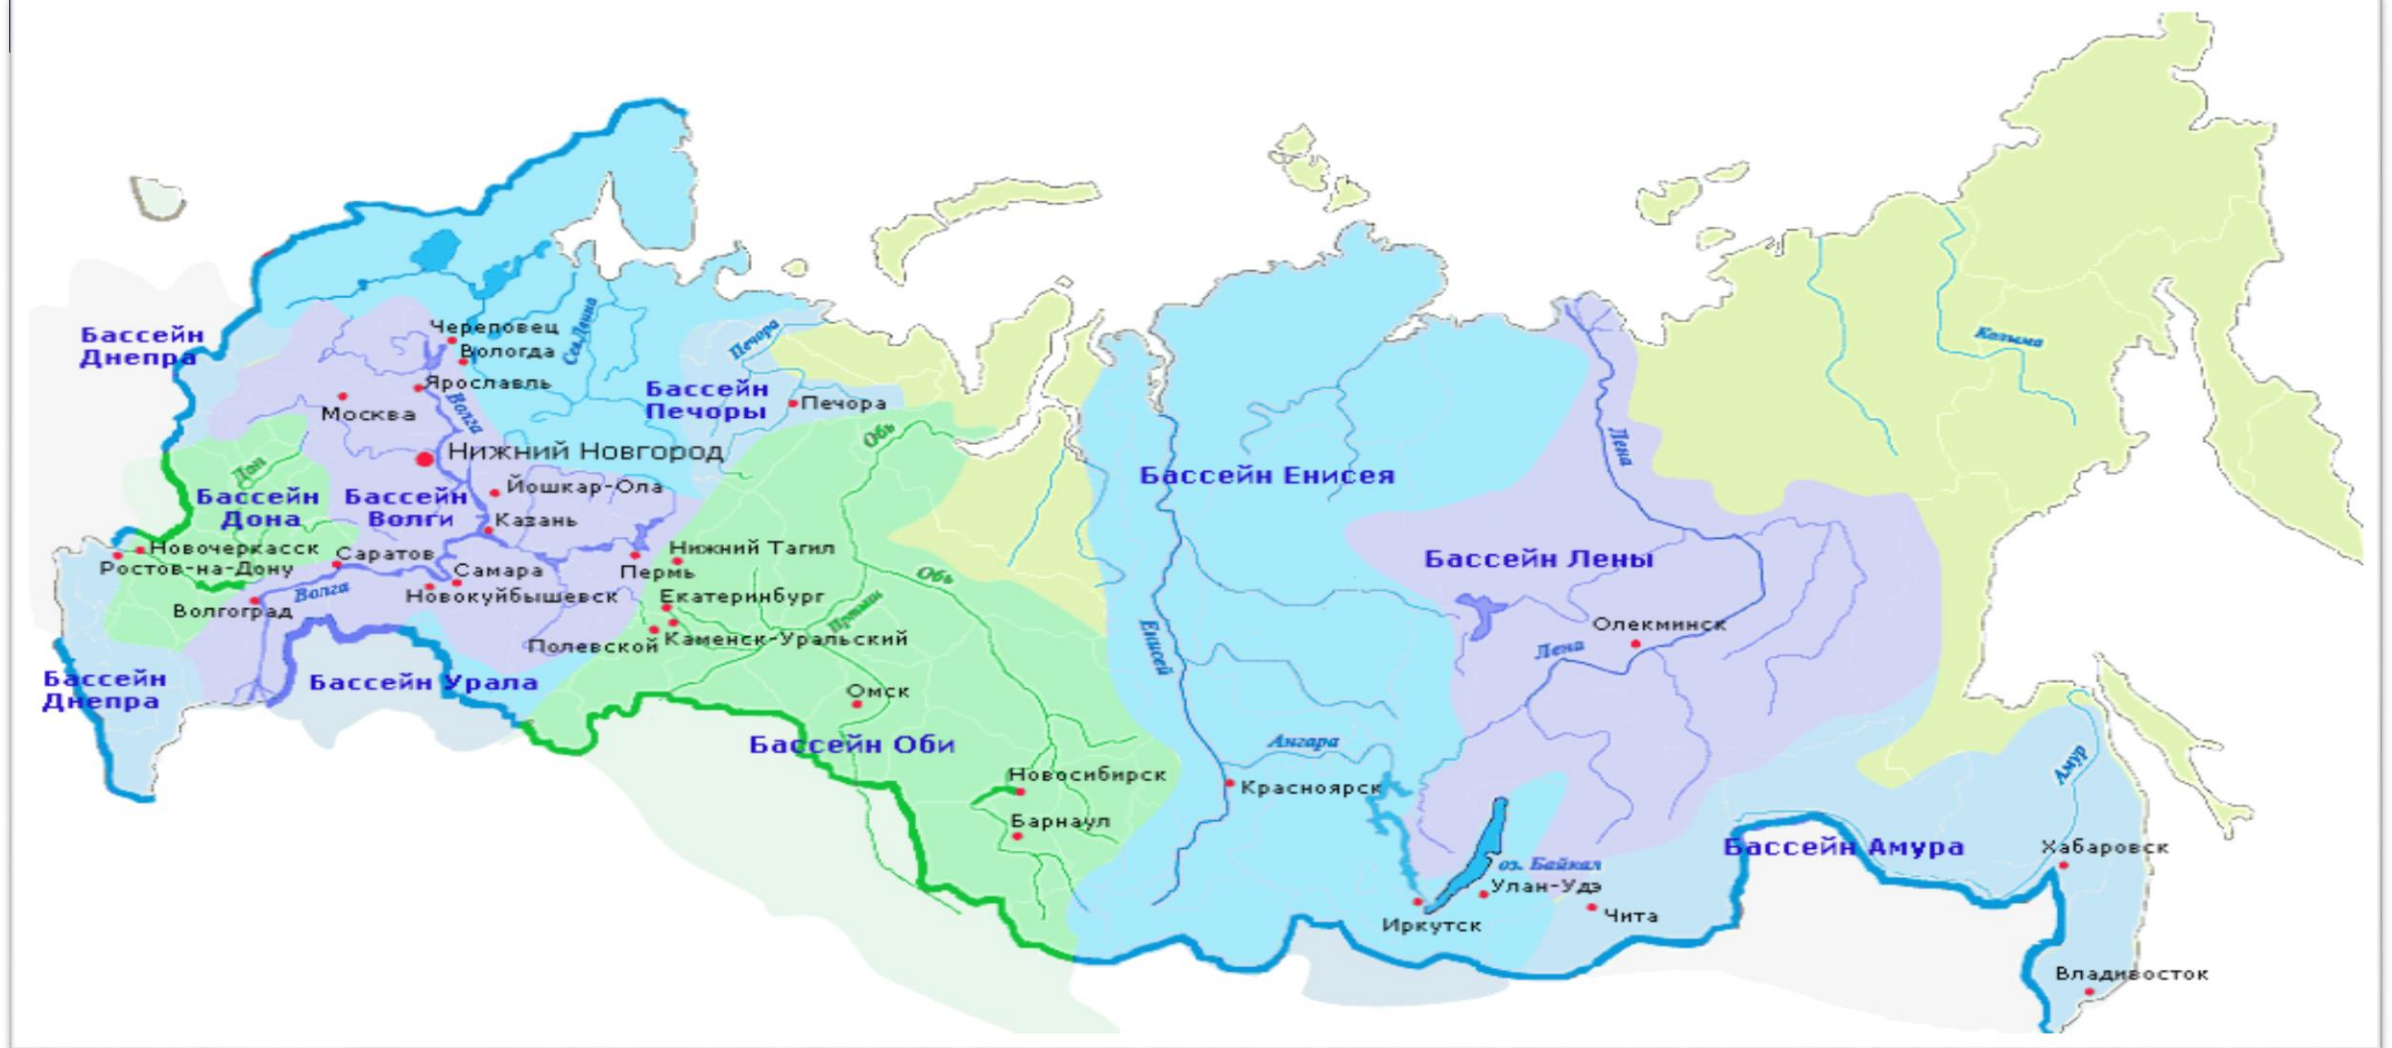 Бассейн
Днепра
Череповец
Вологда
Сев.Двина
Печора
Колыма
Ярославль
Бассейн
Печоры
Печора
Москва
Волга
Обь
Нижний Новгород
Лена
Дон
Бассейн Енисея
Йошкар-Ола
Бассейн
Дона
Бассейн
Волги
Казань
Новочеркасск
Саратов
Нижний Тагил
Бассейн Лены
Ростов-на-Дону
Самара
Пермь
Обь
Волга
Новокуйбышевск
Екатеринбург
Волгоград
Иртыш
Олекминск
Полевской
Каменск-Уральский
Енисей
Лена
Бассейн
Днепра
Бассейн Урала
Омск
Бассейн Оби
Ангара
Амур
Новосибирск
Красноярск
Барнаул
Бассейн Амура
Хабаровск
оз. Байкал
Улан-Удэ
Иркутск
Чита
Владивосток